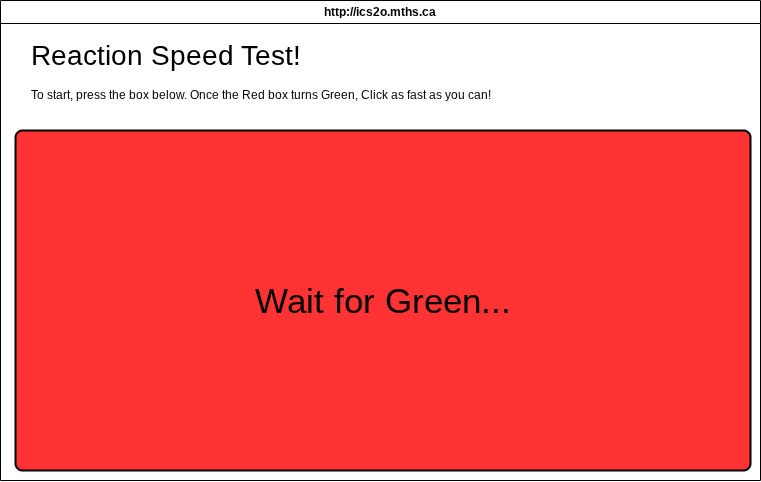 http://ics2o.mths.ca
Reaction Speed Test!
To start, press the box below. Once the Red box turns Green, Click as fast as you can!
Wait for Green...